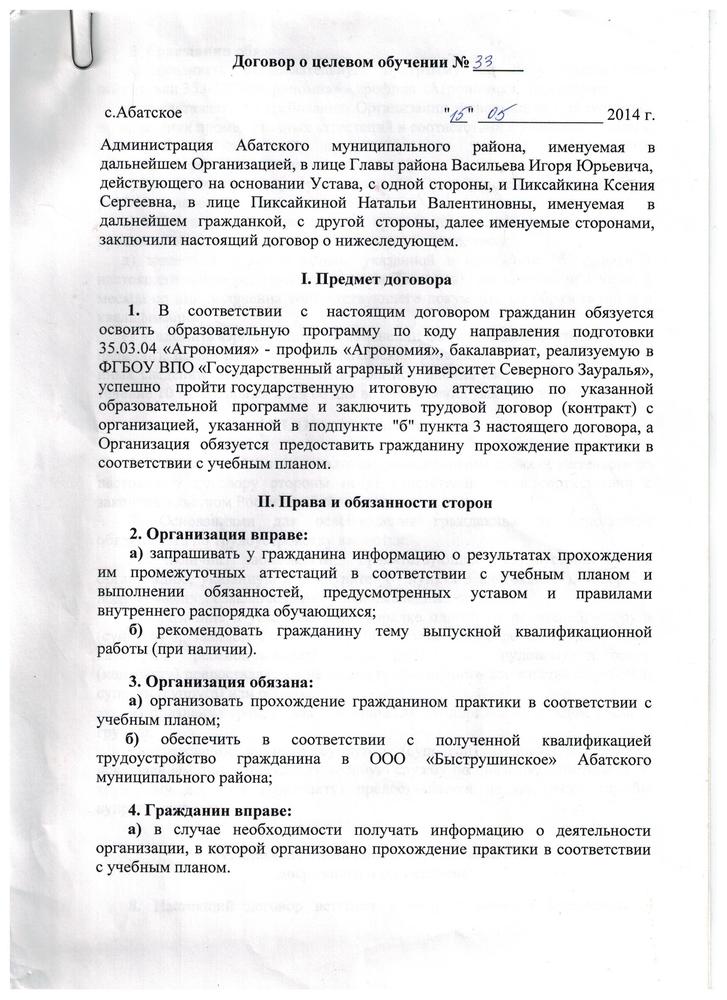 Договор о целевом обучении № 33
с.Абатское "15" 05 2014 г.
Администрация Абатского муниципального района, именуемая в
дальнейшем Организацией, в лице Главы района Васильева Игоря Юрьевича,
действующего на основании Устава, с одной стороны, и Пиксайкина Ксения
Сергеевна, в лице Пиксайкиной Натальи Валентиновны, именуемая в
дальнейшем гражданкой, с другой стороны, далее именуемые сторонами,
заключили настоящий договор о нижеследующем.
I. Предмет договора
1. В соответствии с настоящим договором гражданин обязуется
освоить образовательную программу по коду направления подготовки
35.03.04 «Агрономия» - профиль «Агрономия», бакалавриат, реализуемую в
ФГБОУ ВПО «Государственный аграрный университет Северного Зауралья»,
успешно пройти государственную итоговую аттестацию по указанной
образовательной программе и заключить трудовой договор (контракт) с
организацией, указанной в подпункте "б" пункта 3 настоящего договора, а
Организация обязуется предоставить гражданину прохождение практики в
соответствии с учебным планом.
II. Права и обязанности сторон
2. Организация вправе:
а) запрашивать у гражданина информацию о результатах прохождения
им промежуточных аттестаций в соответствии с учебным планом и
выполнении обязанностей, предусмотренных уставом и правилами
внутреннего распорядка обучающихся;
б) рекомендовать гражданину тему выпускной квалификационной
работы (при наличии).
3. Организация обязана:
а) организовать прохождение гражданином практики в соответствии с
учебным планом;
б) обеспечить в соответствии с полученной квалификацией
трудоустройство гражданина в ООО «Быструшинское» Абатского
муниципального района;
4. Гражданин вправе:
а) в случае необходимости получать информацию о деятельности
организации, в которой организовано прохождение практики в соответствии
с учебным планом.